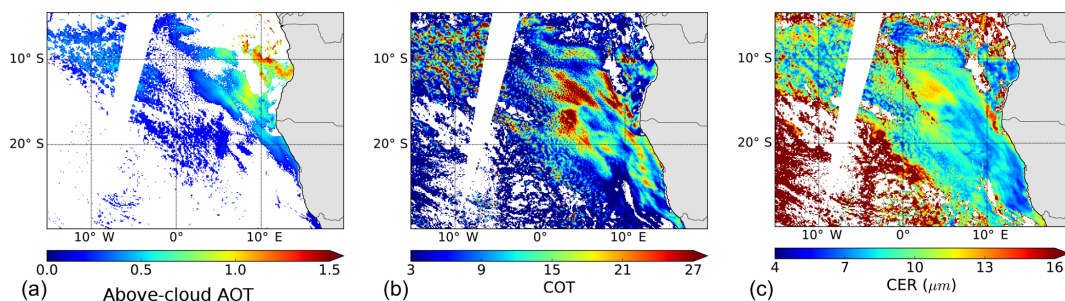 10° S
20° S
10° W
0°
10° E
0.0
0.5
1.0
1.5
(a)
Above-cloud AOT
10° S
20° S
10° W
0°
10° E
3
9
15
21
27
(b)
COT
10° S
20° S
10° W
0°
10° E
4
7
10
13
16
(c)
CER (μm)